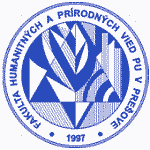 FAKULTA HUMANITNÝCH A PRÍRODNÝCH VIED PU V PREŠOVE
• 1997 •